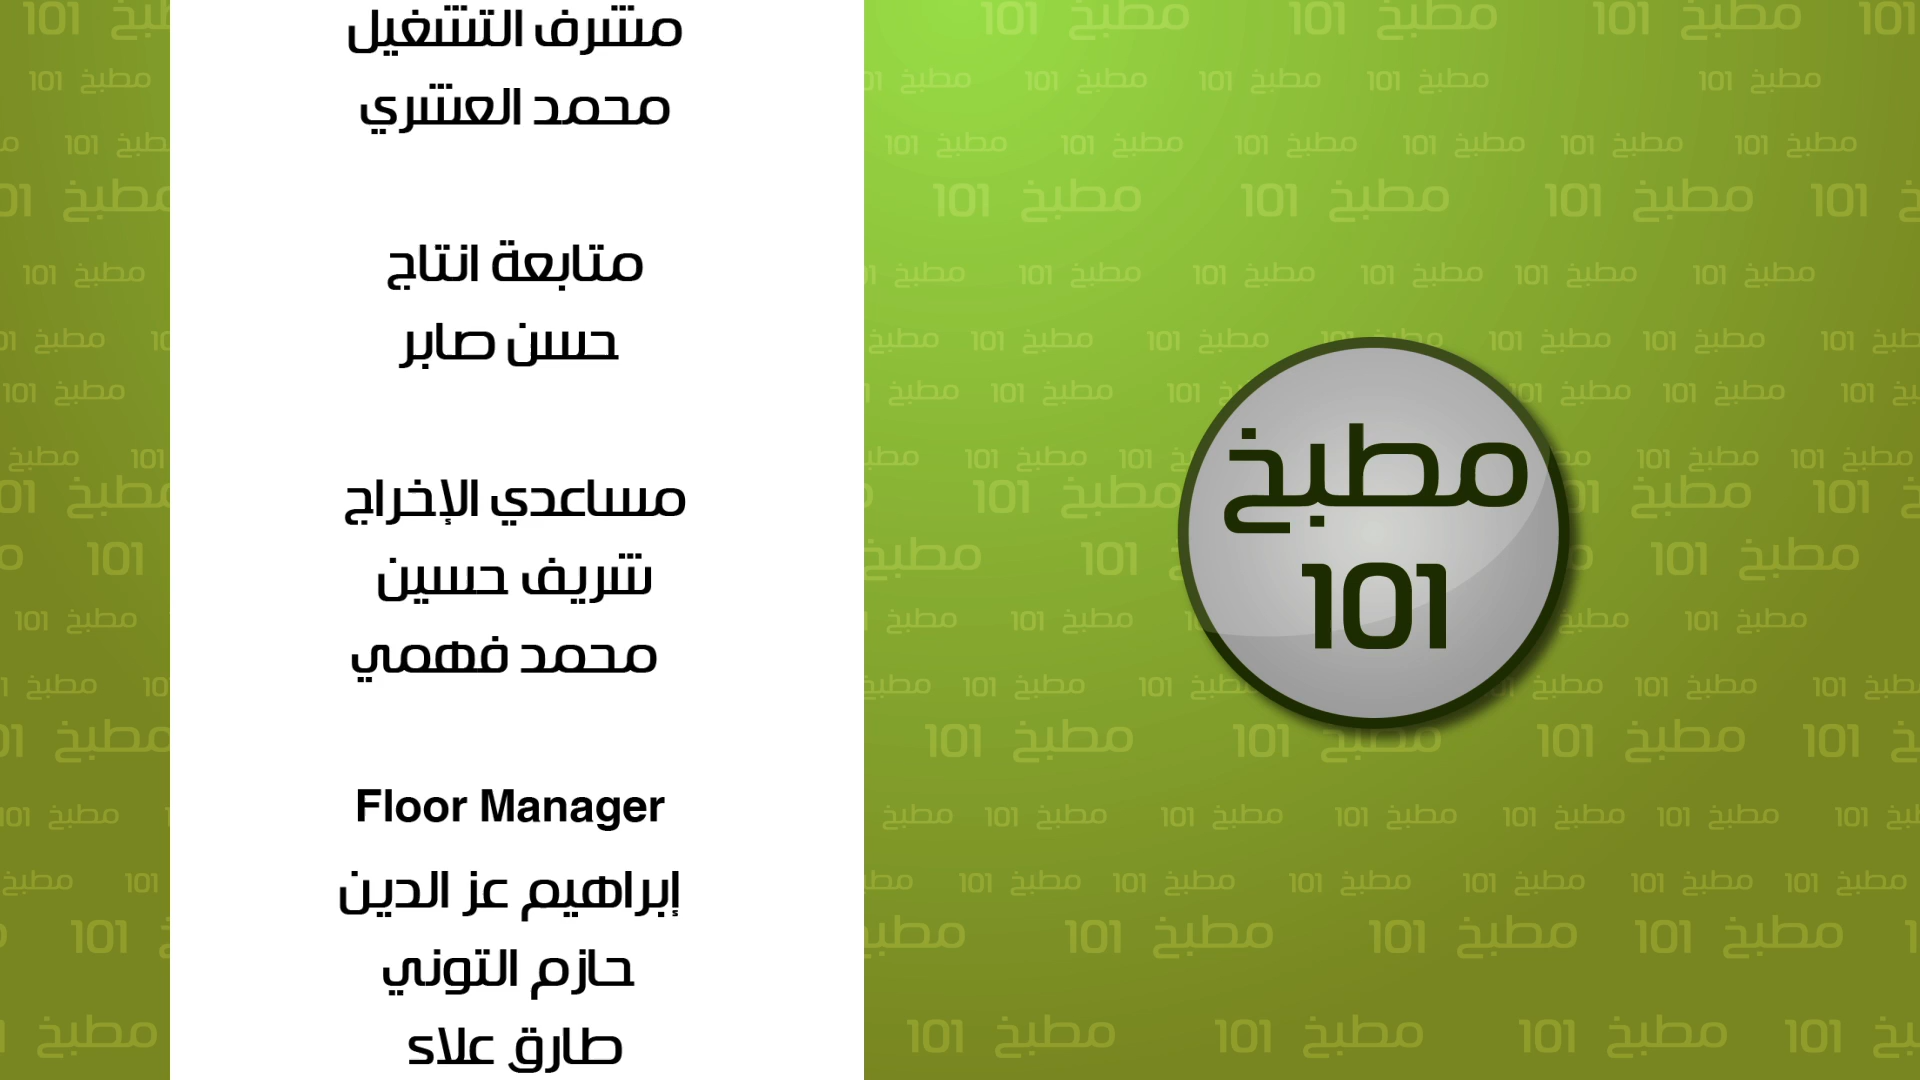 مشرف التشغيل
محمد العشري
متابعة انتاج
حسن صابر
مساعدي الإخراج
شريف حسين
محمد فهمي
Floor Manager
إبراهيم عز الدين
حازم التوني
طارق علاء
مطبخ
101